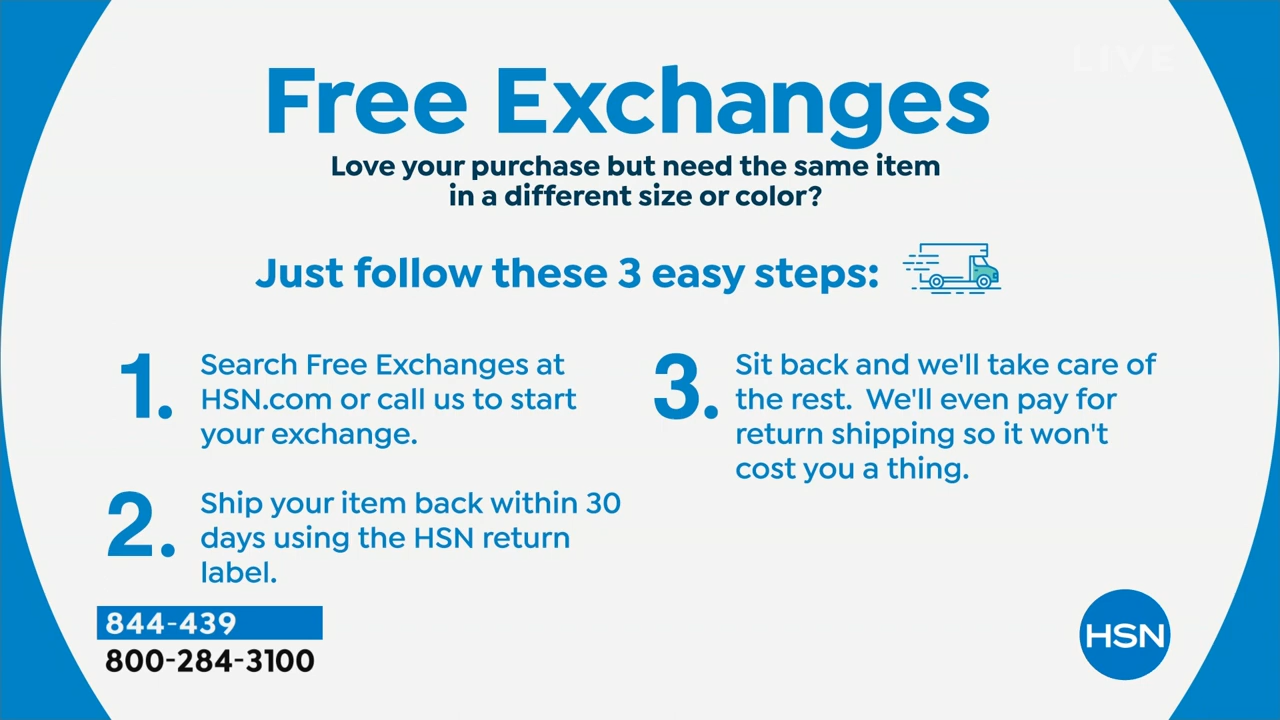 LIVE
Free Exchanges
Love your purchase but need the same item
in a different size or color?
Just follow these 3 easy steps:
1. Search Free Exchanges at
HSN.com or call us to start
your exchange.
2. Ship your item back within 30
days using the HSN return
label.
3. Sit back and we'll take care of
the rest. We'll even pay for
return shipping so it won't
cost you a thing.
844-439
800-284-3100
HSN